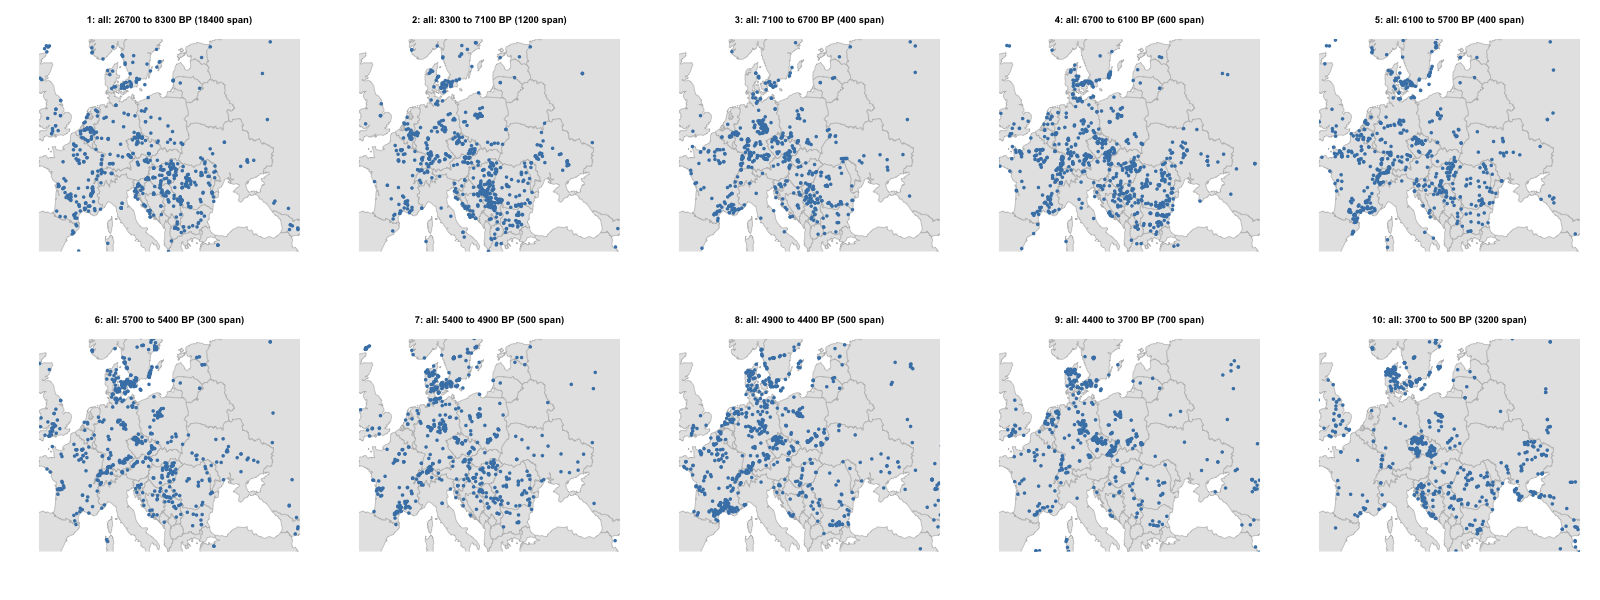 1: all: 26700 to 8300 BP (18400 span)
2: all: 8300 to 7100 BP (1200 span)
3: all: 7100 to 6700 BP (400 span)
4: all: 6700 to 6100 BP (600 span)
5: all: 6100 to 5700 BP (400 span)
6: all: 5700 to 5400 BP (300 span)
7: all: 5400 to 4900 BP (500 span)
8: all: 4900 to 4400 BP (500 span)
9: all: 4400 to 3700 BP (700 span)
10: all: 3700 to 500 BP (3200 span)